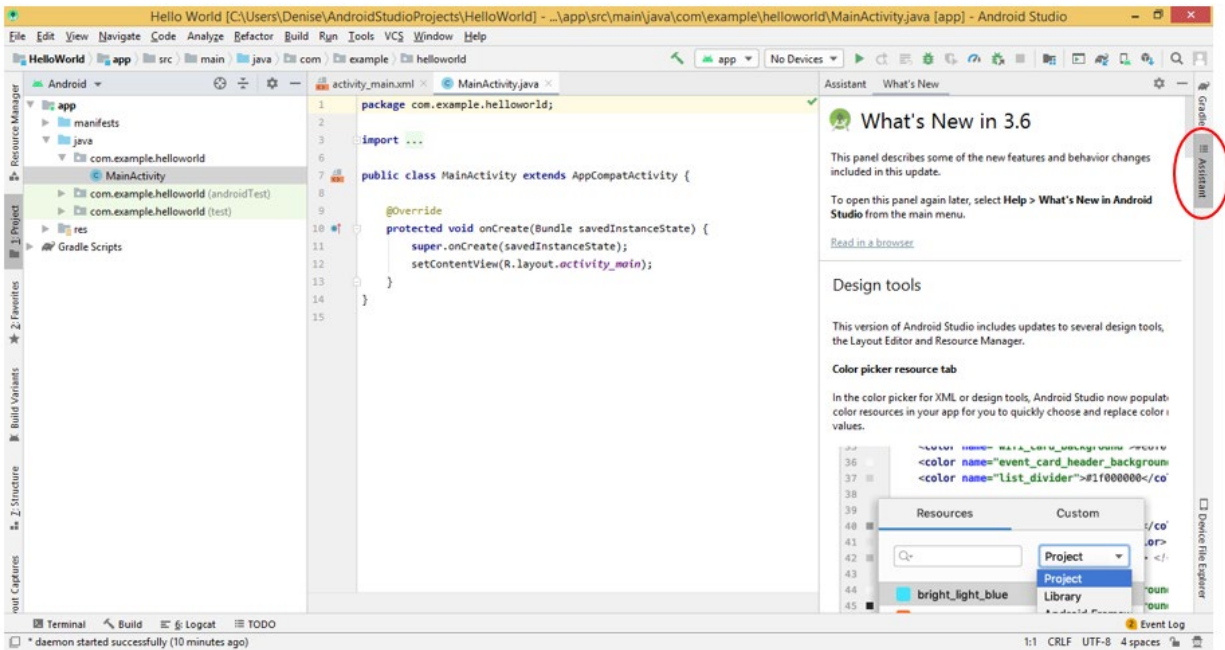 Hello World [C:\Users\Denise\AndroidStudioProjects\HelloWorld] - ...\app\src\main\java\com\example\helloworld\MainActivity.java [app] - Android Studio
File Edit View Navigate Code Analyze Refactor Build Run Tools VCS Window Help
HelloWorld app src main java com example helloworld
app No Devices
Resource Manager
1: Project
2: Favorites
Build Variants
7: Structure
out Captures
Android
app
manifests
java
com.example.helloworld
MainActivity
com.example.helloworld (androidTest)
com.example.helloworld (test)
res
Gradle Scripts
activity_main.xml MainActivity.java
1 package com.example.helloworld;
2
3 import ...
6
7 public class MainActivity extends AppCompatActivity {
8
9 @Override
10 protected void onCreate(Bundle savedInstanceState) {
11 super.onCreate(savedInstanceState);
12 setContentView(R.layout.activity_main);
13 }
14 }
15
Assistant What's New
What's New in 3.6
This panel describes some of the new features and behavior changes
included in this update.
To open this panel again later, select Help > What's New in Android
Studio from the main menu.
Read in a browser
Design tools
This version of Android Studio includes updates to several design tools,
the Layout Editor and Resource Manager.
Color picker resource tab
In the color picker for XML or design tools, Android Studio now populat
color resources in your app for you to quickly choose and replace color
values.
35 <color name=
36 <color name="event_card_header_backgroun
37 <color name="list_divider">#1f000000</co
38
39
40 /co
41 or>
42 <!-
43
44 oun
45 oun
Resources Custom
Project
Project
Library
bright_light_blue
Gradle
Assistant
Device File Explorer
Terminal Build 6: Logcat TODO
2 Event Log
* daemon started successfully (10 minutes ago)
1:1 CRLF UTF-8 4 spaces